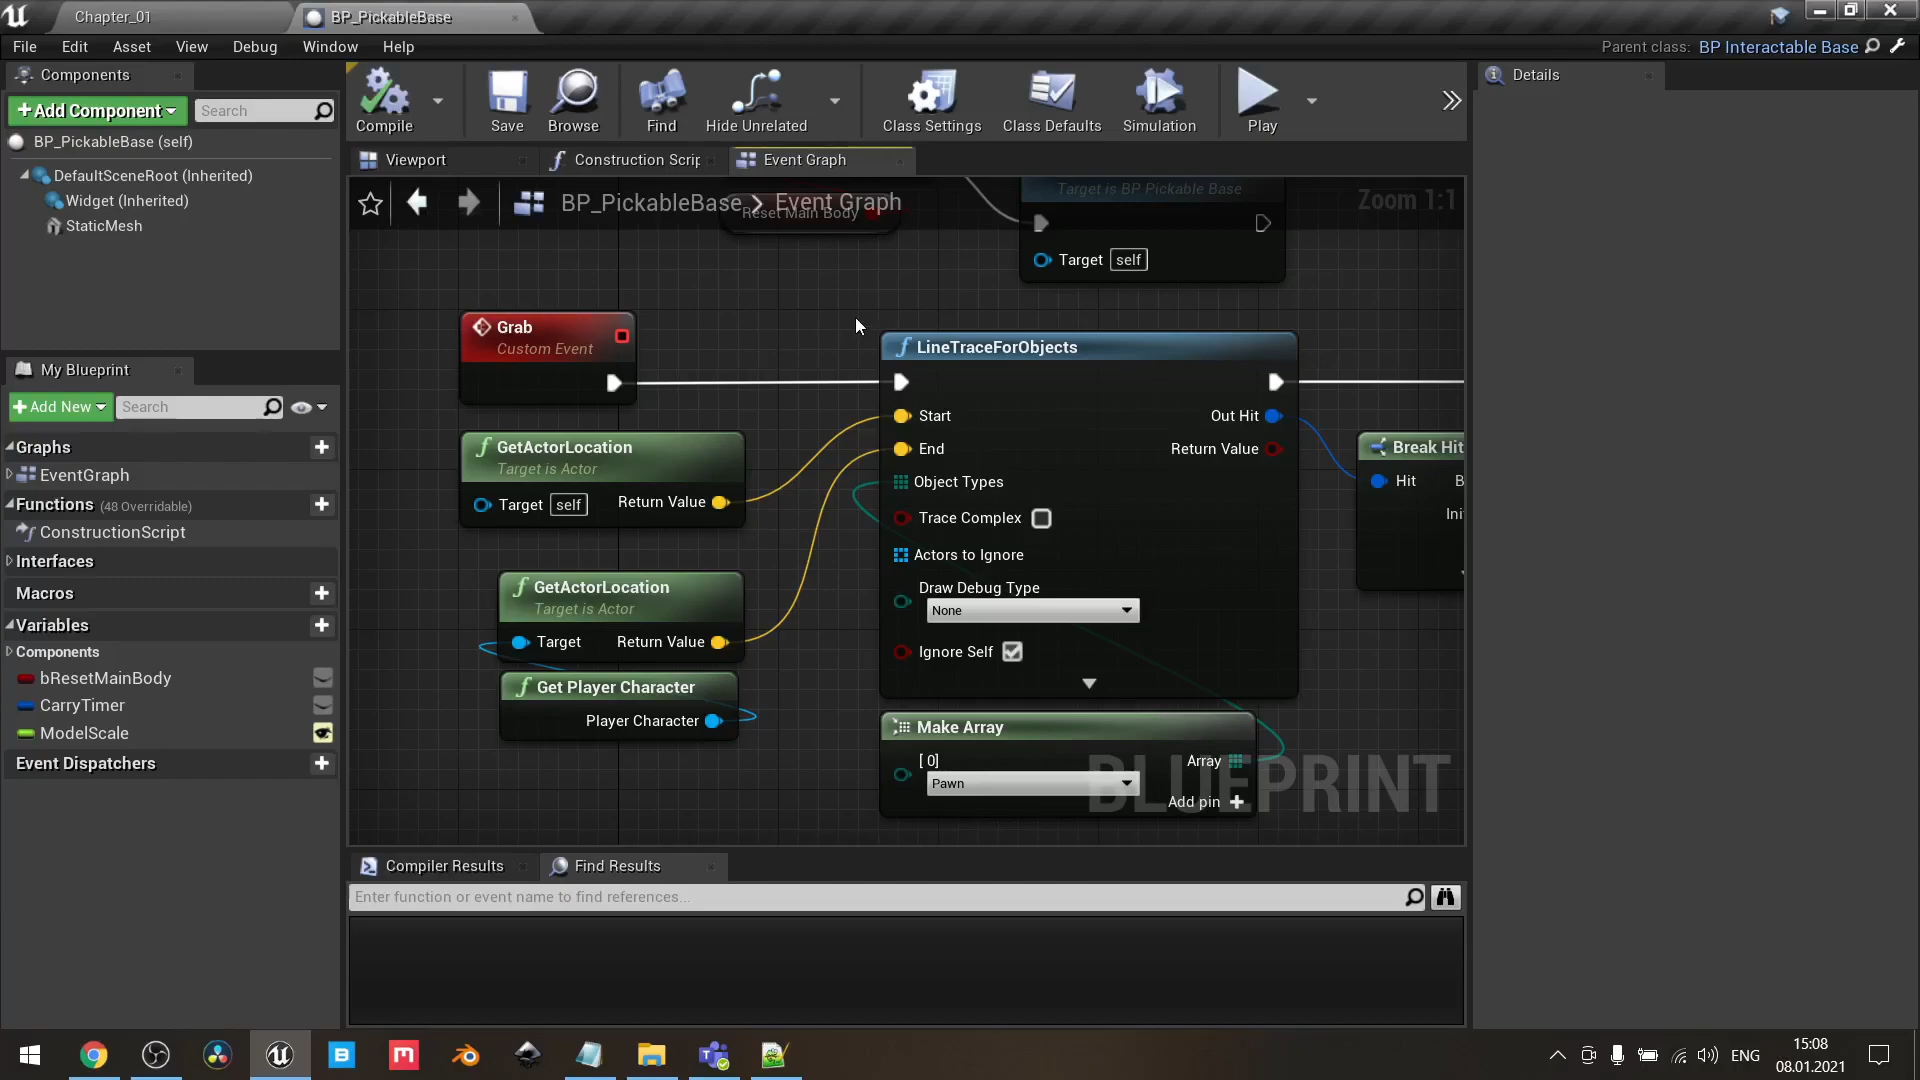 Chapter_01
BP_PickableBase
File Edit Asset View Debug Window Help
Parent class: BP Interactable Base
Components
Add Component
Search
BP_PickableBase (self)
DefaultSceneRoot (Inherited)
Widget (Inherited)
StaticMesh
My Blueprint
Add New
Search
Graphs
EventGraph
Functions (48 Overridable)
ConstructionScript
Interfaces
Macros
Variables
Components
bResetMainBody
CarryTimer
ModelScale
Event Dispatchers
Compile
Save
Browse
Find
Hide Unrelated
Class Settings
Class Defaults
Simulation
Play
Viewport
Construction Scrip
Event Graph
BP_PickableBase > Event Graph
Zoom 1:1
Reset Main Body
Target is BP Pickable Base
Target self
Grab
Custom Event
GetActorLocation
Target is Actor
Target self
Return Value
GetActorLocation
Target is Actor
Target
Return Value
Get Player Character
Player Character
LineTraceForObjects
Start
Out Hit
End
Return Value
Object Types
Trace Complex
Actors to Ignore
Draw Debug Type
None
Ignore Self
Make Array
[ 0]
Array
Pawn
Add pin
Break Hit
Hit
B
Ini
BLUEPRINT
Compiler Results
Find Results
Enter function or event name to find references...
Details
ENG
15:08
08.01.2021